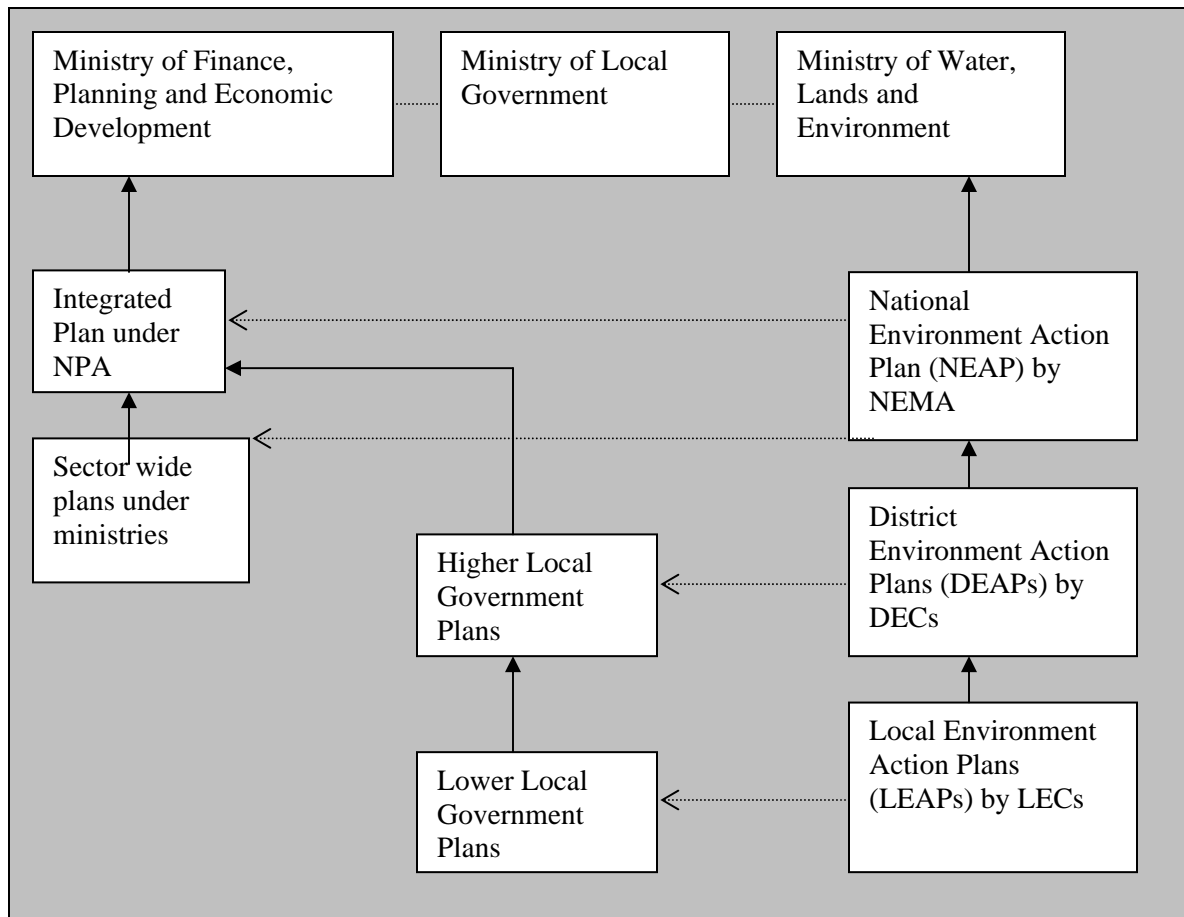 Ministry of Finance,
Planning and Economic
Development
Ministry of Local
Government
Ministry of Water,
Lands and
Environment
Integrated
Plan under
NPA
National
Environment Action
Plan (NEAP) by
NEMA
Sector wide
plans under
ministries
District
Environment Action
Plans (DEAPs) by
DECs
Higher Local
Government
Plans
Local Environment
Action Plans
(LEAPs) by LECs
Lower Local
Government
Plans